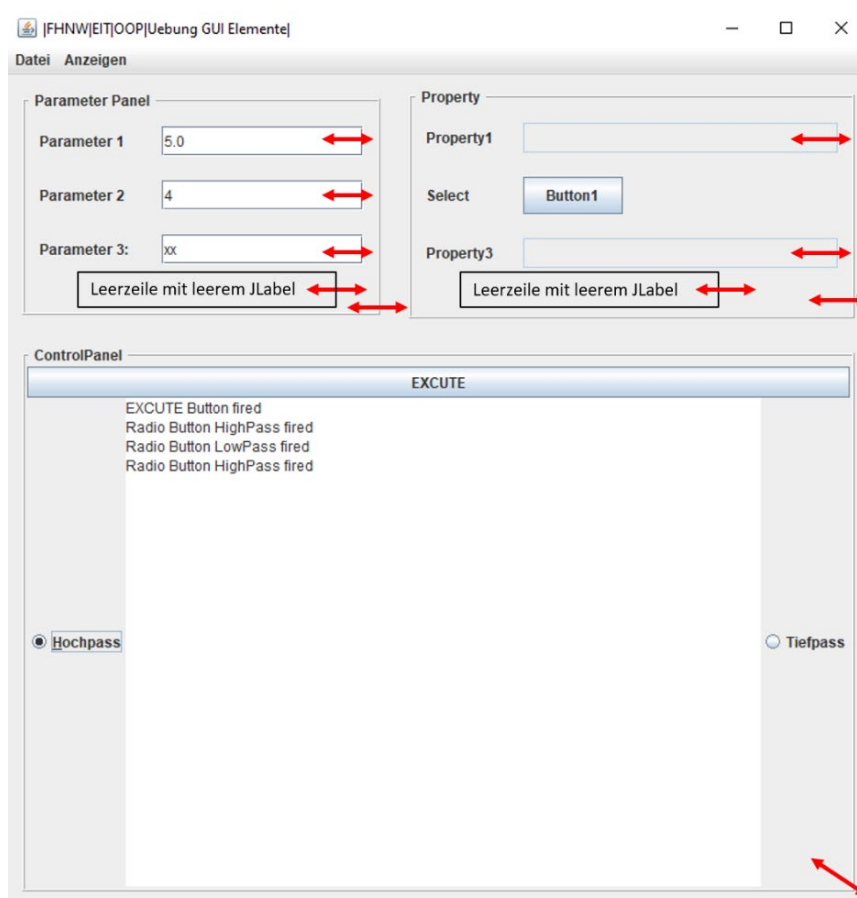 |FHNW|EIT|OOP|Uebung GUI Elemente|
Datei Anzeigen
Parameter Panel
Parameter 1 5.0
Parameter 2 4
Parameter 3: xx
Leerzeile mit leerem JLabel
Property
Property1
Select Button1
Property3
Leerzeile mit leerem JLabel
ControlPanel
EXCUTE
EXCUTE Button fired
Radio Button HighPass fired
Radio Button LowPass fired
Radio Button HighPass fired
Hochpass
Tiefpass